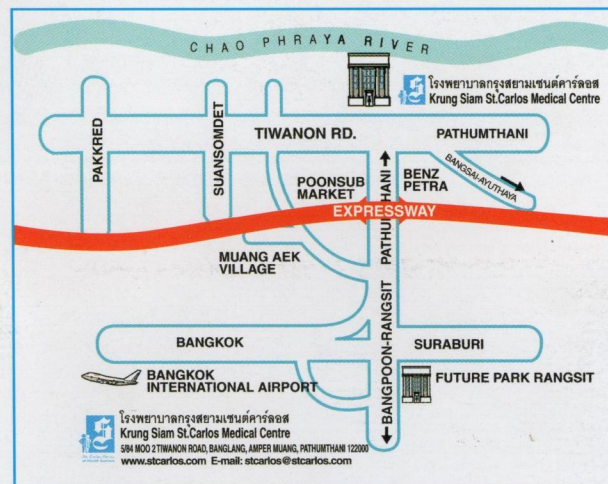 CHAO PHRAYA RIVER
โรงพยาบาลกรุงสยามเซนต์คาร์ลอส
Krung Siam St.Carlos Medical Centre
PAKKRED
SUANSOMDET
TIWANON RD.
PATHUMTHANI
BANGSAI-AYUTHAYA
POONSUB
MARKET
BENZ
PETRA
EXPRESSWAY
BANGPOON-RANGSIT PATHUMTHANI
MUANG AEK
VILLAGE
BANGKOK
SURABURI
BANGKOK
INTERNATIONAL AIRPORT
FUTURE PARK RANGSIT
โรงพยาบาลกรุงสยามเซนต์คาร์ลอส
Krung Siam St.Carlos Medical Centre
5/84 MOO 2 TIWANON ROAD, BANGLANG, AMPER MUANG, PATHUMTHANI 122000
www.stcarlos.com E-mail: stcarlos@stcarlos.com